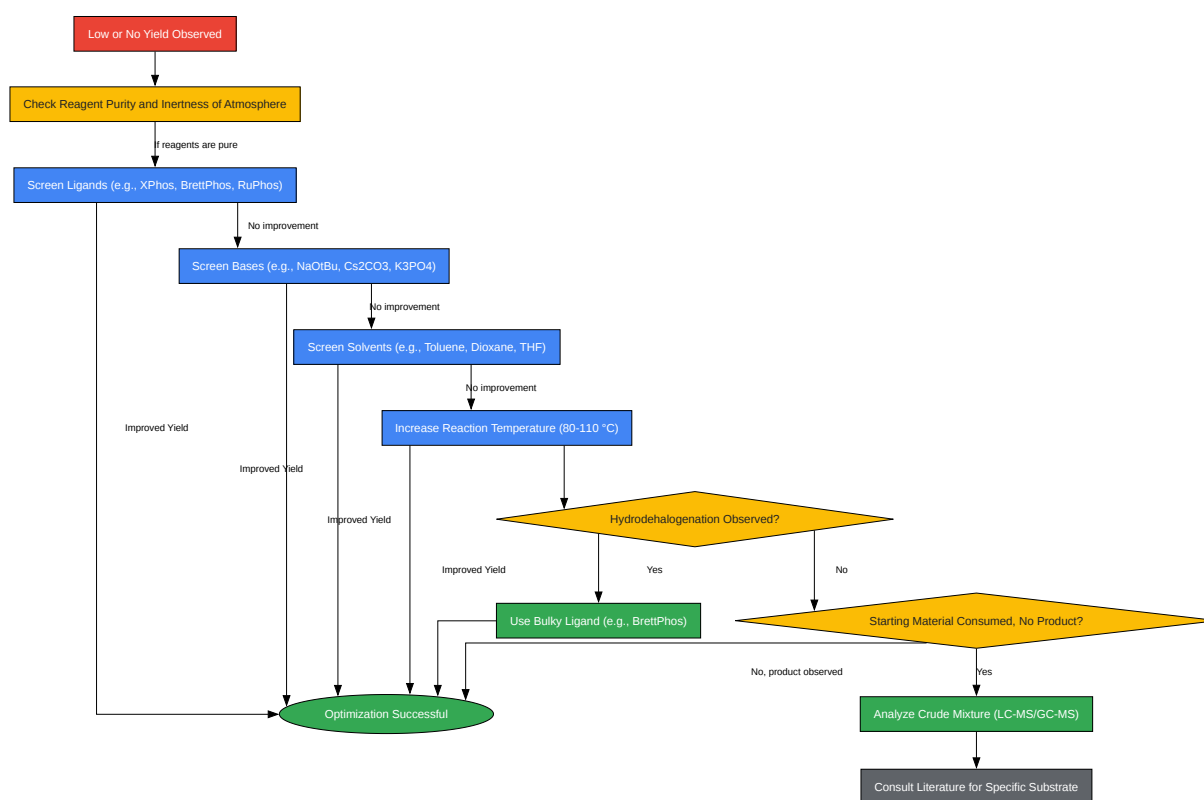 Low or No Yield Observed
Check Reagent Purity and Inertness of Atmosphere
If reagents are pure
Screen Ligands (e.g., XPhos, BrettPhos, RuPhos)
No improvement
Screen Bases (e.g., NaOtBu, Cs2CO3, K3PO4)
No improvement
Screen Solvents (e.g., Toluene, Dioxane, THF)
No improvement
Increase Reaction Temperature (80-110 °C)
Improved Yield
Improved Yield
Improved Yield
Hydrodehalogenation Observed?
Improved Yield
Yes
No
Use Bulky Ligand (e.g., BrettPhos)
Starting Material Consumed, No Product?
No, product observed
Yes
Optimization Successful
Analyze Crude Mixture (LC-MS/GC-MS)
Consult Literature for Specific Substrate